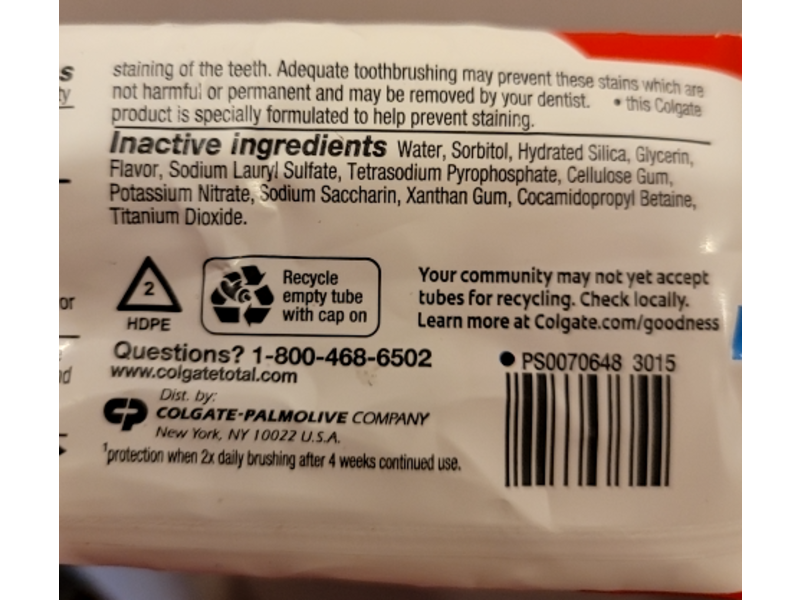 s
ty
or
nd
staining of the teeth. Adequate toothbrushing may prevent these stains which are
not harmful or permanent and may be removed by your dentist. • this Colgate
product is specially formulated to help prevent staining.
Inactive ingredients Water, Sorbitol, Hydrated Silica, Glycerin,
Flavor, Sodium Lauryl Sulfate, Tetrasodium Pyrophosphate, Cellulose Gum,
Potassium Nitrate, Sodium Saccharin, Xanthan Gum, Cocamidopropyl Betaine,
Titanium Dioxide.
2
HDPE
Recycle
empty tube
with cap on
Your community may not yet accept
tubes for recycling. Check locally.
Learn more at Colgate.com/goodness
Questions? 1-800-468-6502
www.colgatetotal.com
Dist. by:
CP
COLGATE-PALMOLIVE COMPANY
New York, NY 10022 U.S.A.
¹protection when 2x daily brushing after 4 weeks continued use.
PS0070648 3015